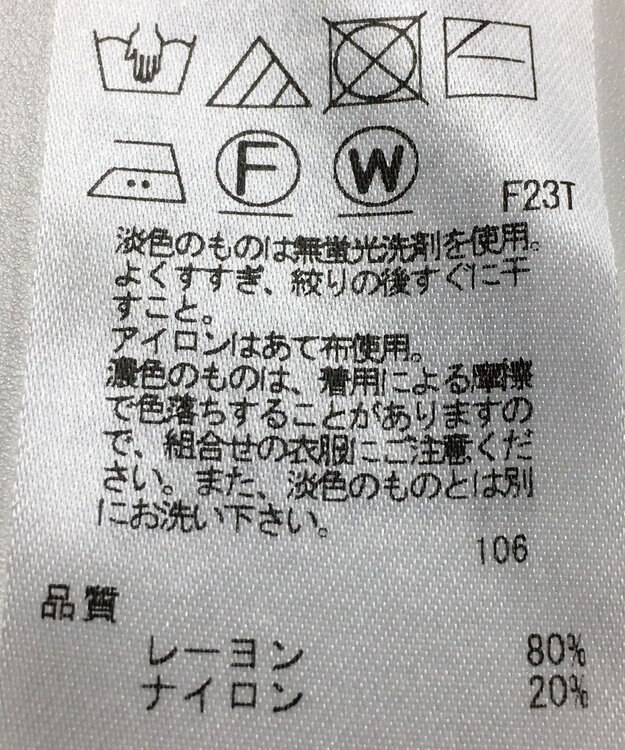 F W F23T
淡色のものは無蛍光洗剤を使用。
よくすすぎ、絞りの後すぐに干
すこと。
アイロンはあて布使用。
濃色のものは、着用による摩擦
で色落ちすることがありますの
で、組合せの衣服にご注意くだ
さい。また、淡色のものとは別
にお洗い下さい。
106
品質
レーヨン 80%
ナイロン 20%